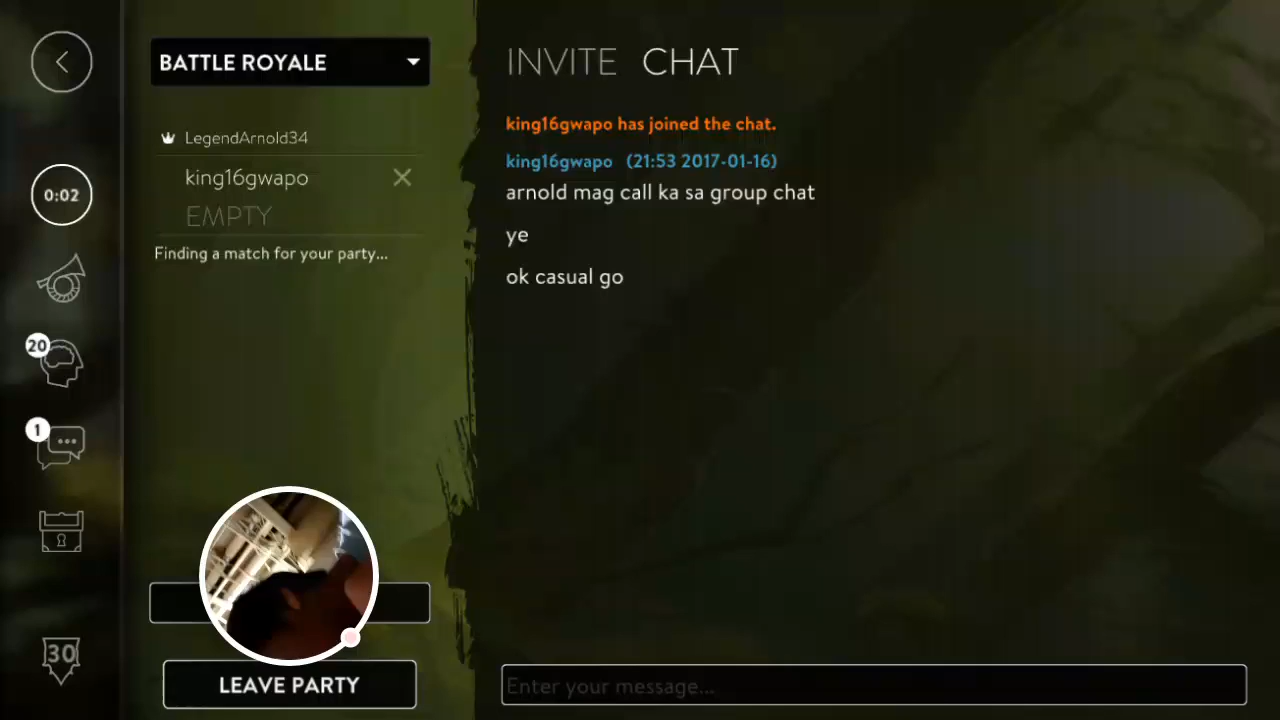 BATTLE ROYALE
LegendArnold34
king16gwapo
EMPTY
Finding a match for your party...
0:02
20
1
30
LEAVE PARTY
INVITE CHAT
king16gwapo has joined the chat.
king16gwapo (21:53 2017-01-16)
arnold mag call ka sa group chat
ye
ok casual go
Enter your message...